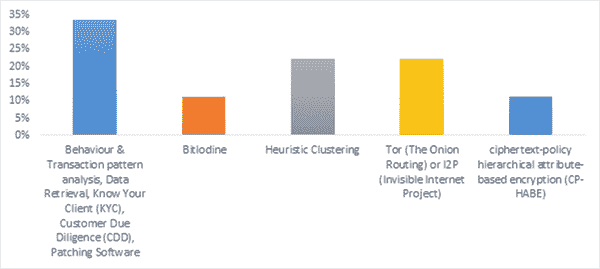 35%
30%
25%
20%
15%
10%
5%
0%
Behaviour &
Transaction pattern
analysis, Data
Retrieval, Know Your
Client (KYC),
Customer Due
Diligence (CDD),
Patching Software
Bitlodine
Heuristic Clustering
Tor (The Onion
Routing) or I2P
(Invisible Internet
Project)
ciphertext-policy
hierarchical attribute-
based encryption (CP-
HABE)